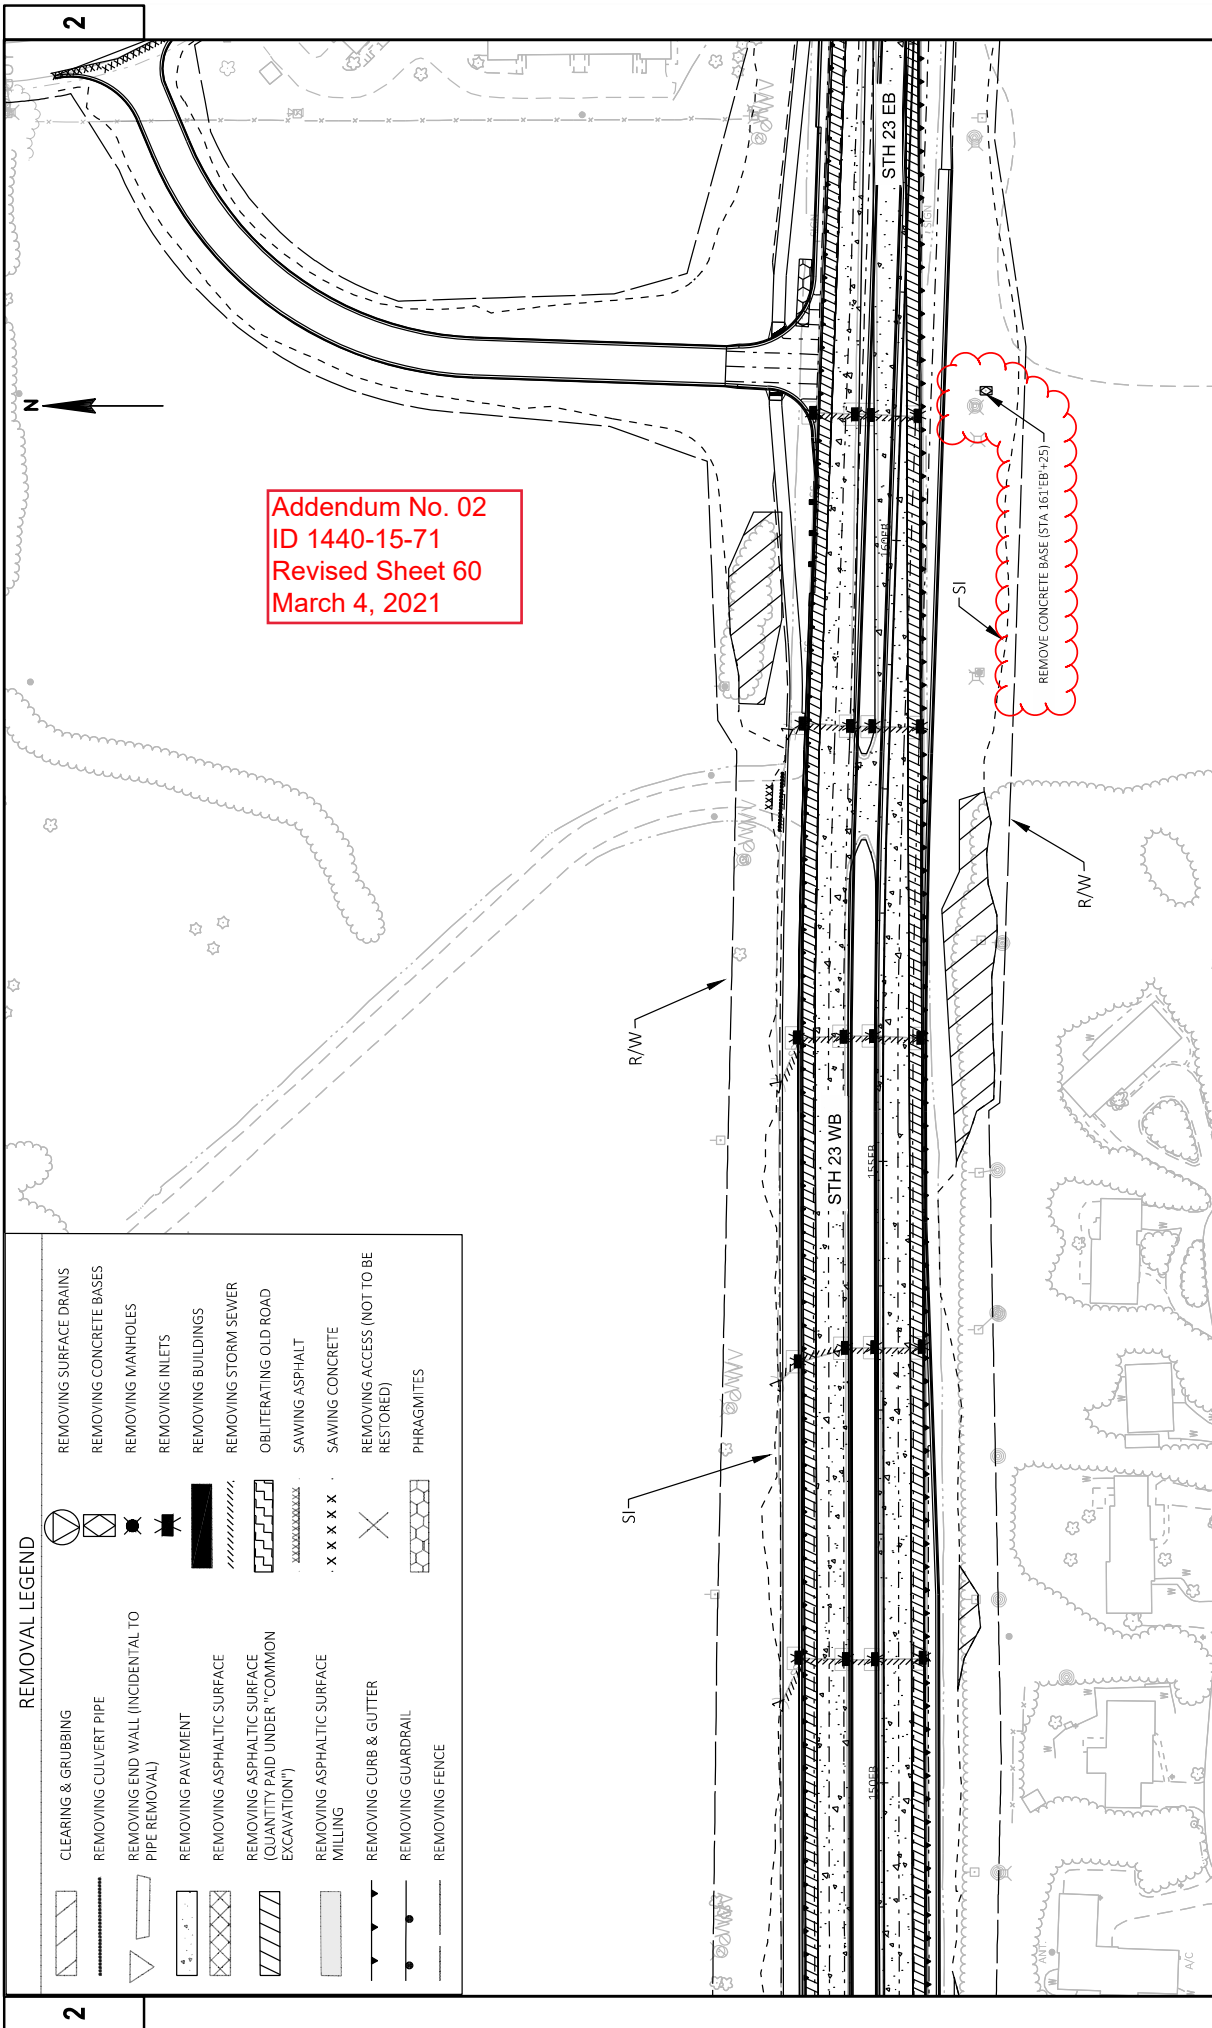 2
REMOVAL LEGEND
CLEARING & GRUBBING
REMOVING CULVERT PIPE
REMOVING END WALL (INCIDENTAL TO
PIPE REMOVAL)
REMOVING PAVEMENT
REMOVING ASPHALTIC SURFACE
REMOVING ASPHALTIC SURFACE
(QUANTITY PAID UNDER "COMMON
EXCAVATION")
REMOVING ASPHALTIC SURFACE
MILLING
REMOVING CURB & GUTTER
REMOVING GUARDRAIL
REMOVING FENCE
REMOVING SURFACE DRAINS
REMOVING CONCRETE BASES
REMOVING MANHOLES
REMOVING INLETS
REMOVING BUILDINGS
REMOVING STORM SEWER
OBLITERATING OLD ROAD
SAWING ASPHALT
SAWING CONCRETE
REMOVING ACCESS (NOT TO BE
RESTORED)
PHRAGMITES
N
Addendum No. 02
ID 1440-15-71
Revised Sheet 60
March 4, 2021
SI
R/W
STH 23 WB
STH 23 EB
150EB
155EB
160EB
SIGN
SI
REMOVE CONCRETE BASE (STA 161'EB'+25)
R/W
ANT.
A/C
W
W
W
W
W
W
W
W
2